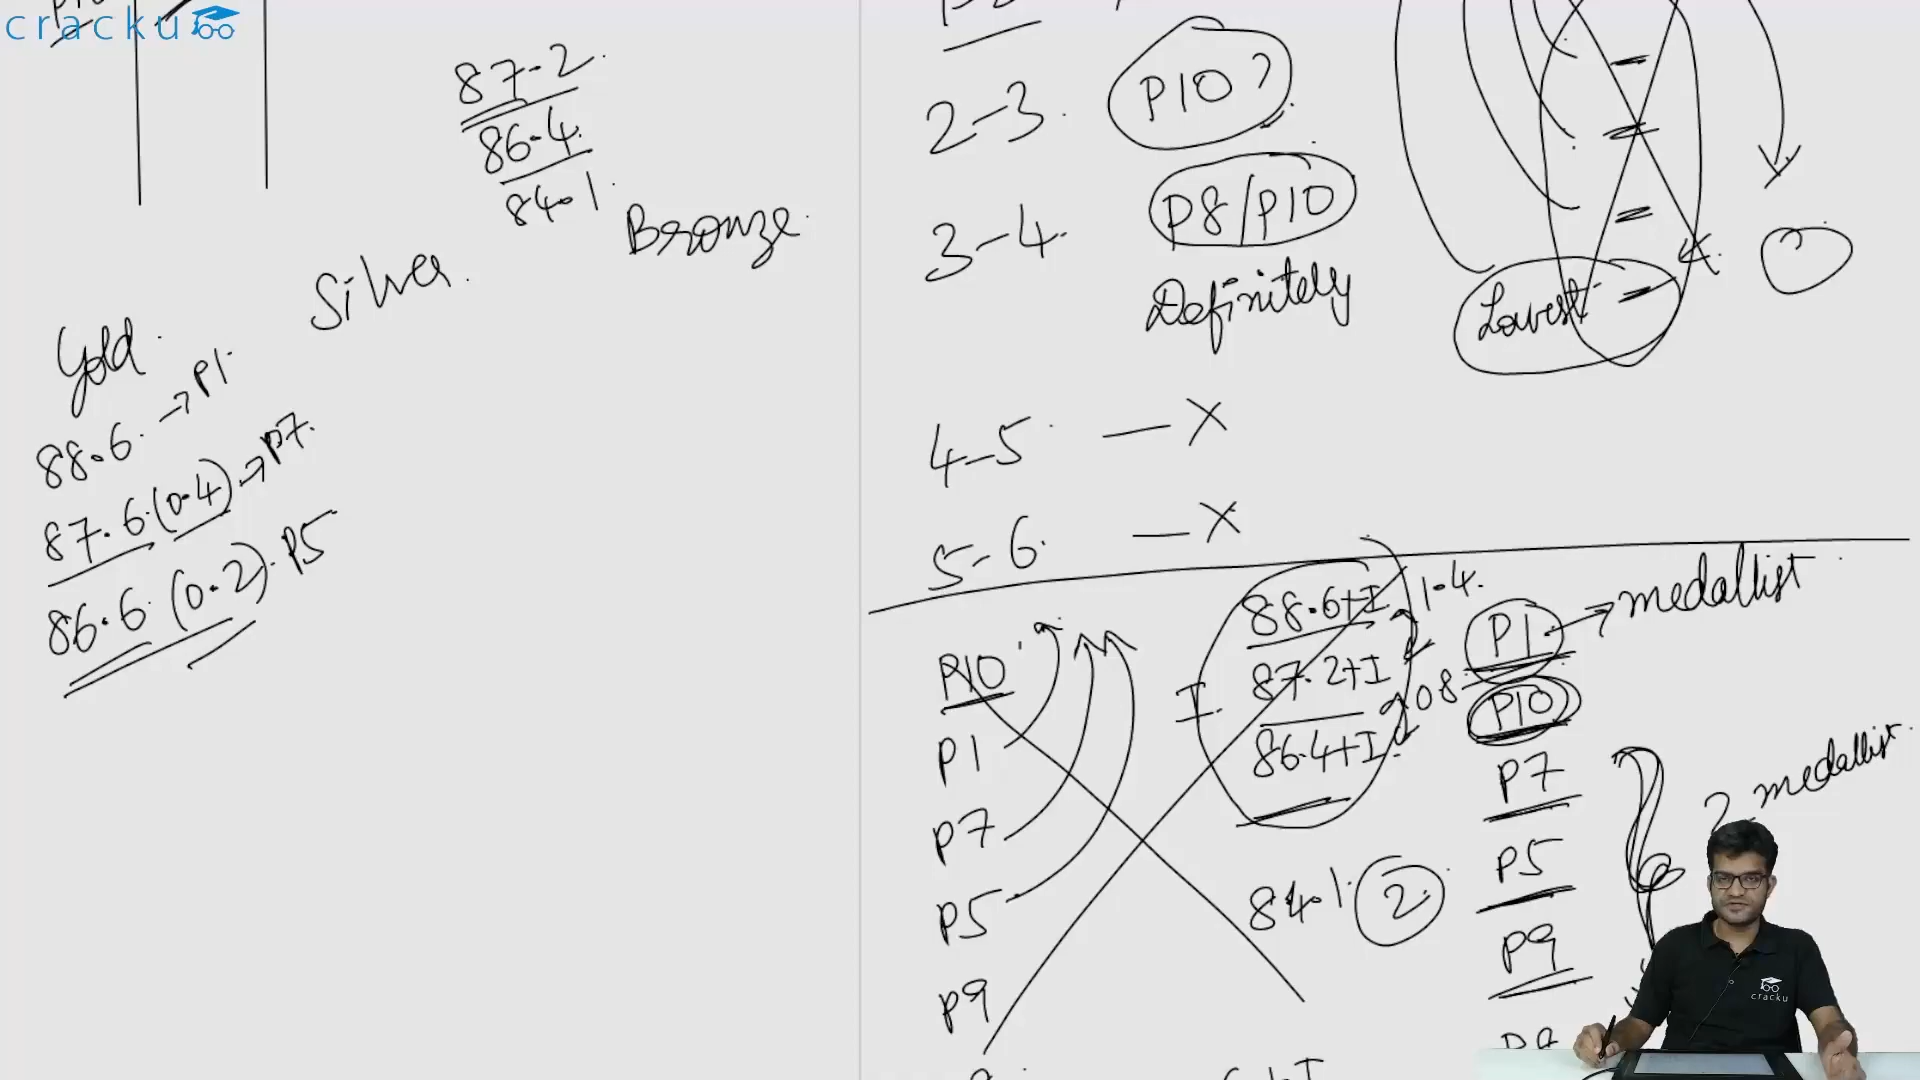 cracku
87.2
86.4
84.1
Bronze
Silver
Gold
88.6 → P1
87.6 (0.4) → P7
86.6 (0.2) P5
2-3 P10?
3-4 P8/P10
Definitely
Lowest
?
4-5 — X
5-6 — X
P10
P1
P7
P5
P9
I
88.6+I
87.2+I
86.4+I
1.4
0.8
84.1 2
P1 → medallist
P10
P7
P5
P9
2 medallist
cracku